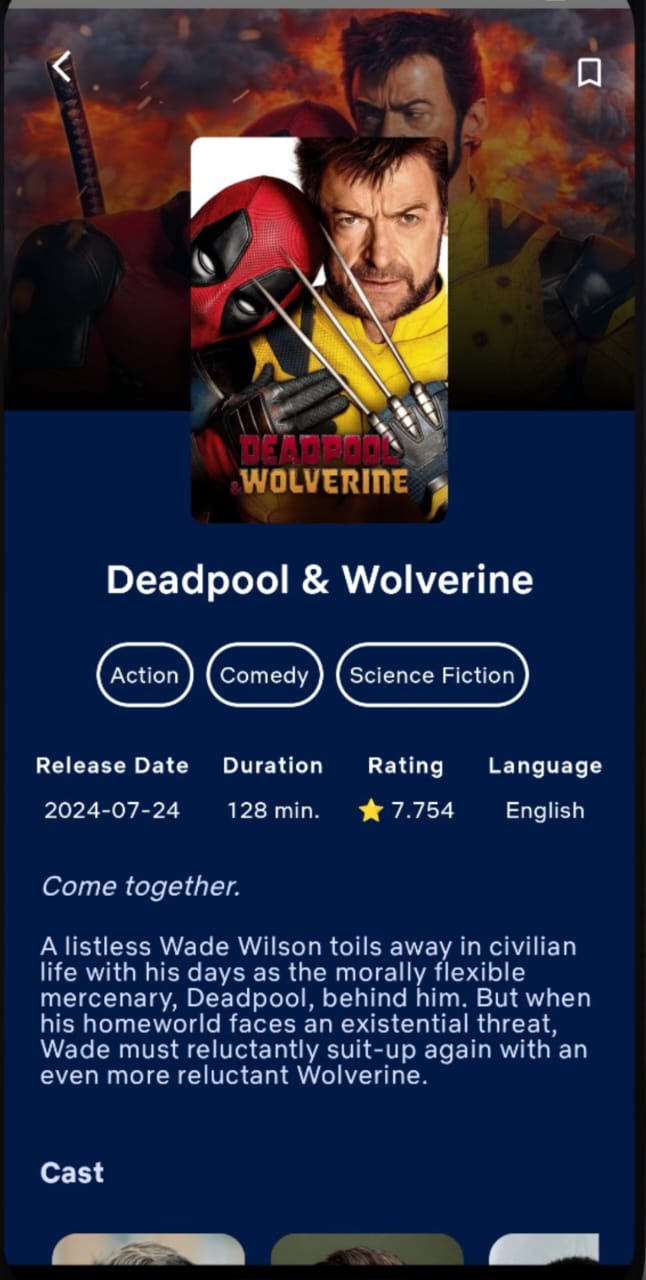 DEADPOOL
&WOLVERINE
Deadpool & Wolverine
Action Comedy Science Fiction
Release Date Duration Rating Language
2024-07-24 128 min. ⭐ 7.754 English
Come together.
A listless Wade Wilson toils away in civilian
life with his days as the morally flexible
mercenary, Deadpool, behind him. But when
his homeworld faces an existential threat,
Wade must reluctantly suit-up again with an
even more reluctant Wolverine.
Cast